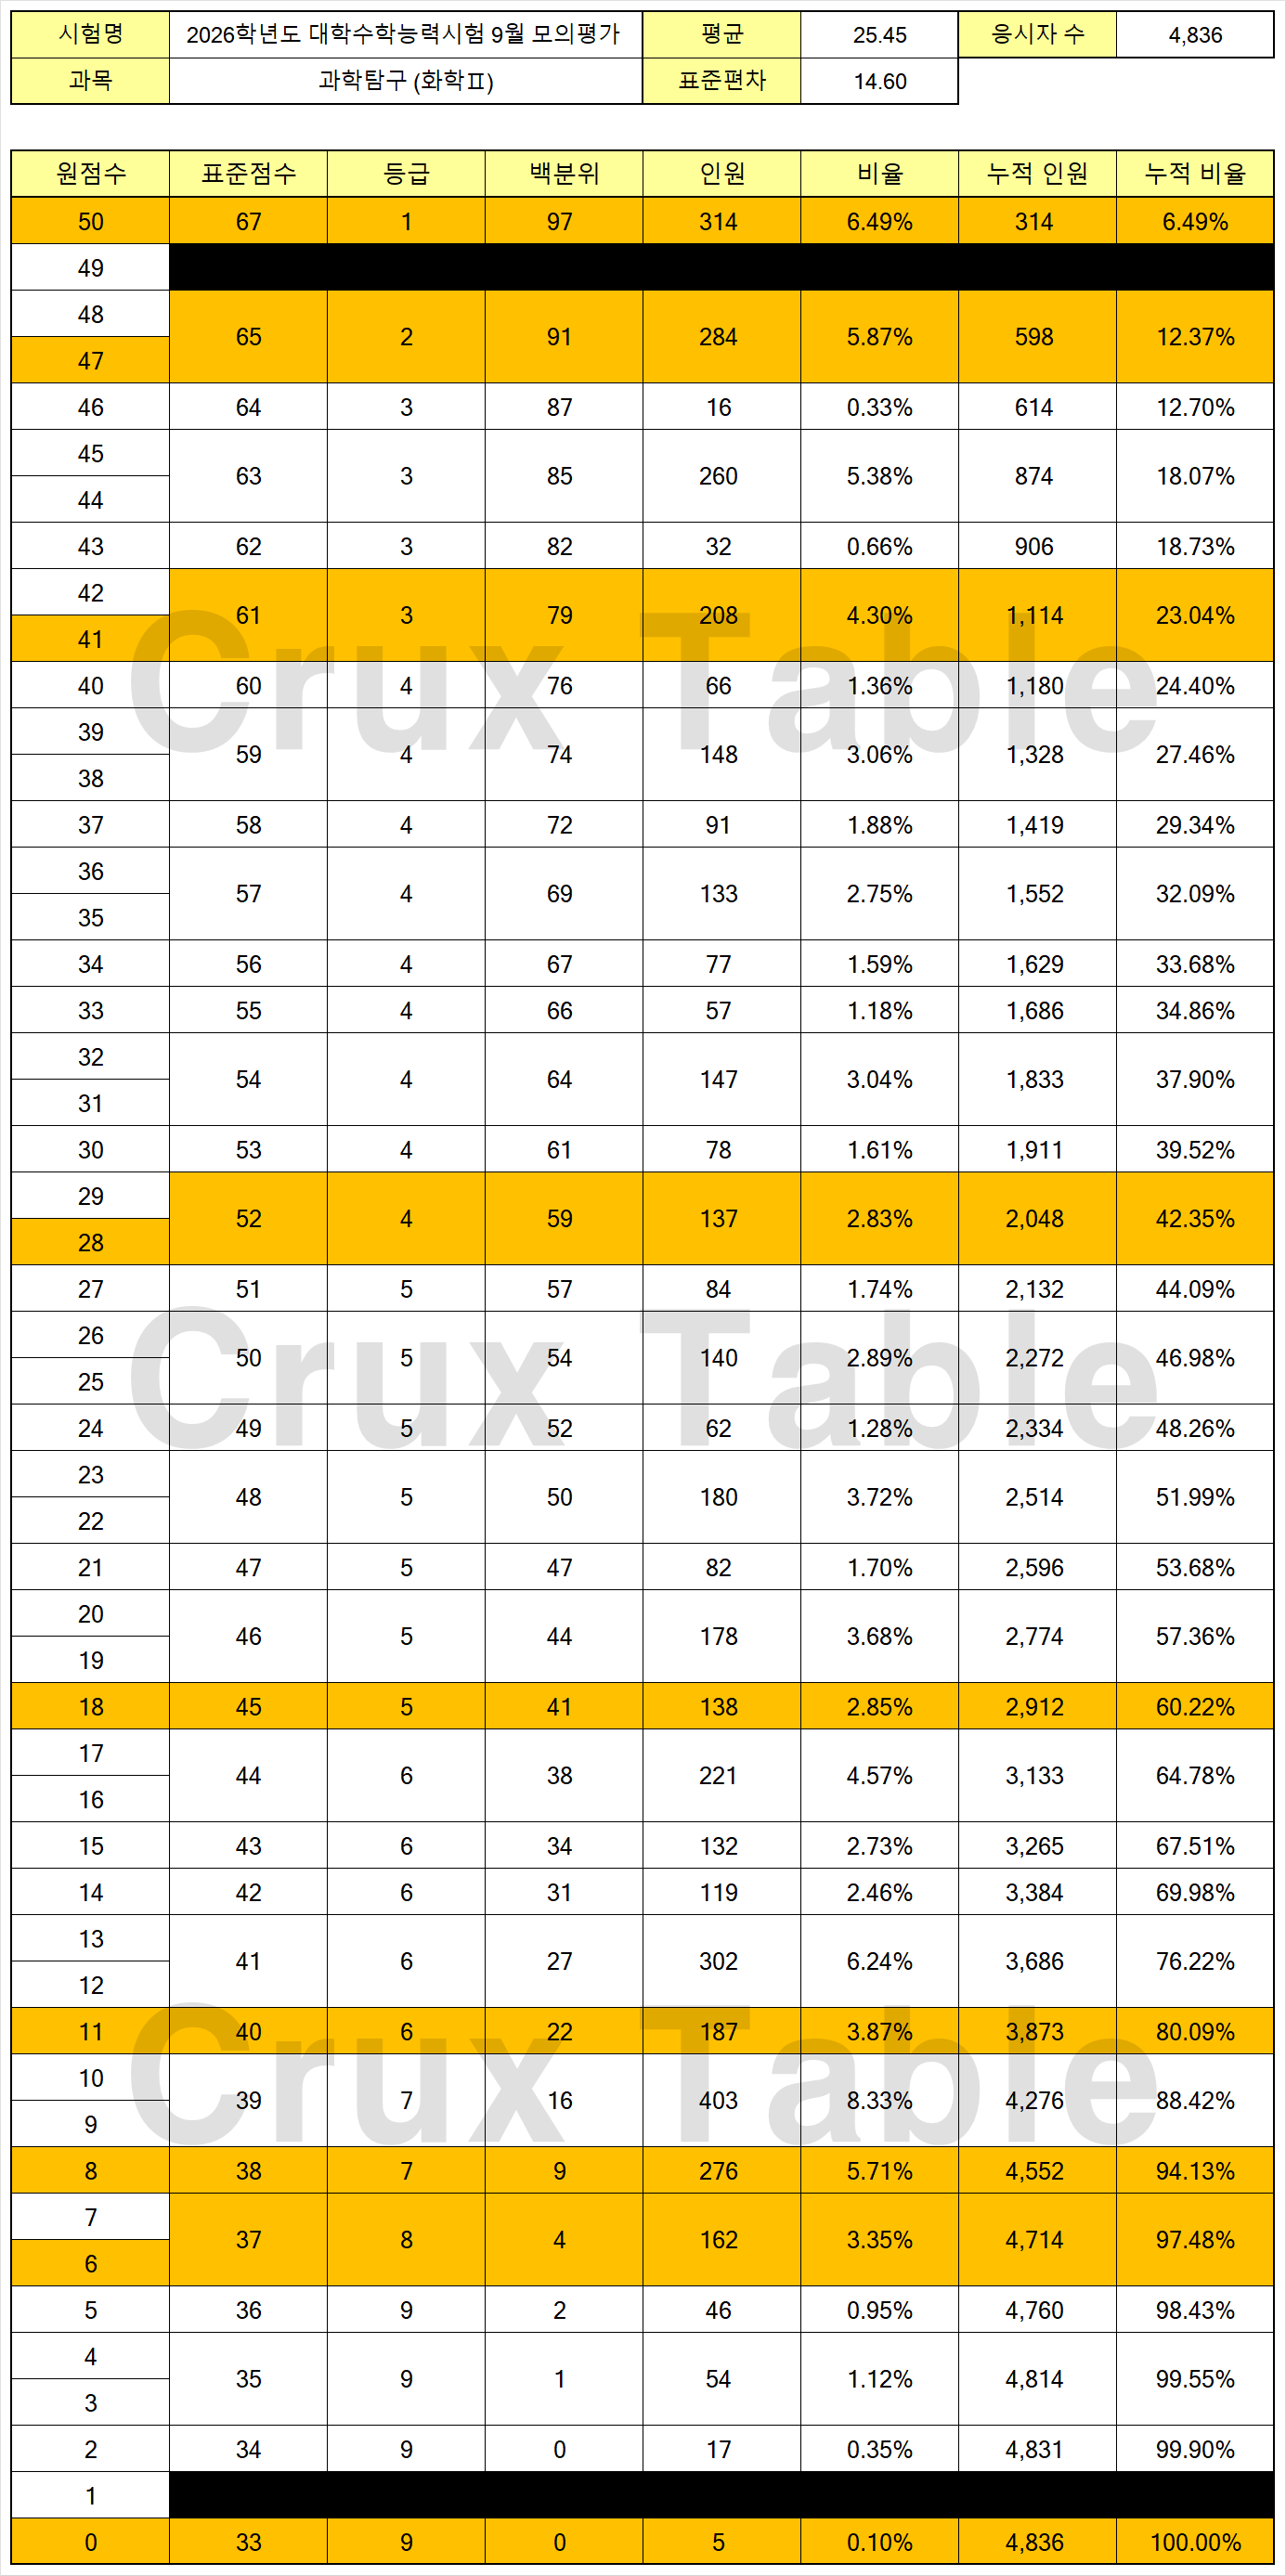 시험명 2026학년도 대학수학능력시험 9월 모의평가 평균 25.45 응시자 수 4,836
과목 과학탐구 (화학Ⅱ) 표준편차 14.60
원점수 표준점수 등급 백분위 인원 비율 누적 인원 누적 비율
50 67 1 97 314 6.49% 314 6.49%
49
48
65 2 91 284 5.87% 598 12.37%
47
46 64 3 87 16 0.33% 614 12.70%
45
63 3 85 260 5.38% 874 18.07%
44
43 62 3 82 32 0.66% 906 18.73%
42
61 3 79 208 4.30% 1,114 23.04%
41
Crux Table
40 60 4 76 66 1.36% 1,180 24.40%
39
59 4 74 148 3.06% 1,328 27.46%
38
37 58 4 72 91 1.88% 1,419 29.34%
36
57 4 69 133 2.75% 1,552 32.09%
35
34 56 4 67 77 1.59% 1,629 33.68%
33 55 4 66 57 1.18% 1,686 34.86%
32
54 4 64 147 3.04% 1,833 37.90%
31
30 53 4 61 78 1.61% 1,911 39.52%
29
52 4 59 137 2.83% 2,048 42.35%
28
27 51 5 57 84 1.74% 2,132 44.09%
26
50 5 54 140 2.89% 2,272 46.98%
25
Crux Table
24 49 5 52 62 1.28% 2,334 48.26%
23
48 5 50 180 3.72% 2,514 51.99%
22
21 47 5 47 82 1.70% 2,596 53.68%
20
46 5 44 178 3.68% 2,774 57.36%
19
18 45 5 41 138 2.85% 2,912 60.22%
17
44 6 38 221 4.57% 3,133 64.78%
16
15 43 6 34 132 2.73% 3,265 67.51%
14 42 6 31 119 2.46% 3,384 69.98%
13
41 6 27 302 6.24% 3,686 76.22%
12
11 40 6 22 187 3.87% 3,873 80.09%
Crux Table
10
39 7 16 403 8.33% 4,276 88.42%
9
8 38 7 9 276 5.71% 4,552 94.13%
7
37 8 4 162 3.35% 4,714 97.48%
6
5 36 9 2 46 0.95% 4,760 98.43%
4
35 9 1 54 1.12% 4,814 99.55%
3
2 34 9 0 17 0.35% 4,831 99.90%
1
0 33 9 0 5 0.10% 4,836 100.00%